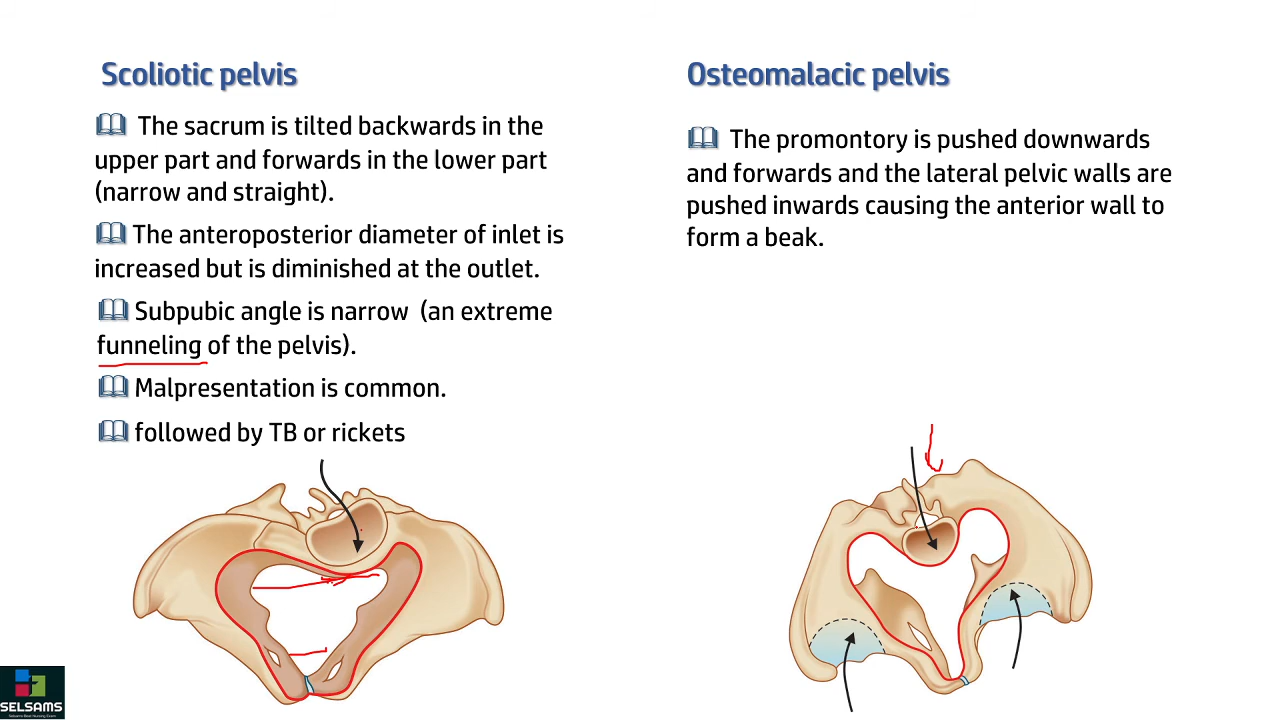 Scoliotic pelvis
The sacrum is tilted backwards in the
upper part and forwards in the lower part
(narrow and straight).
The anteroposterior diameter of inlet is
increased but is diminished at the outlet.
Subpubic angle is narrow (an extreme
funneling of the pelvis).
Malpresentation is common.
followed by TB or rickets
Osteomalacic pelvis
The promontory is pushed downwards
and forwards and the lateral pelvic walls are
pushed inwards causing the anterior wall to
form a beak.
SELSAMS